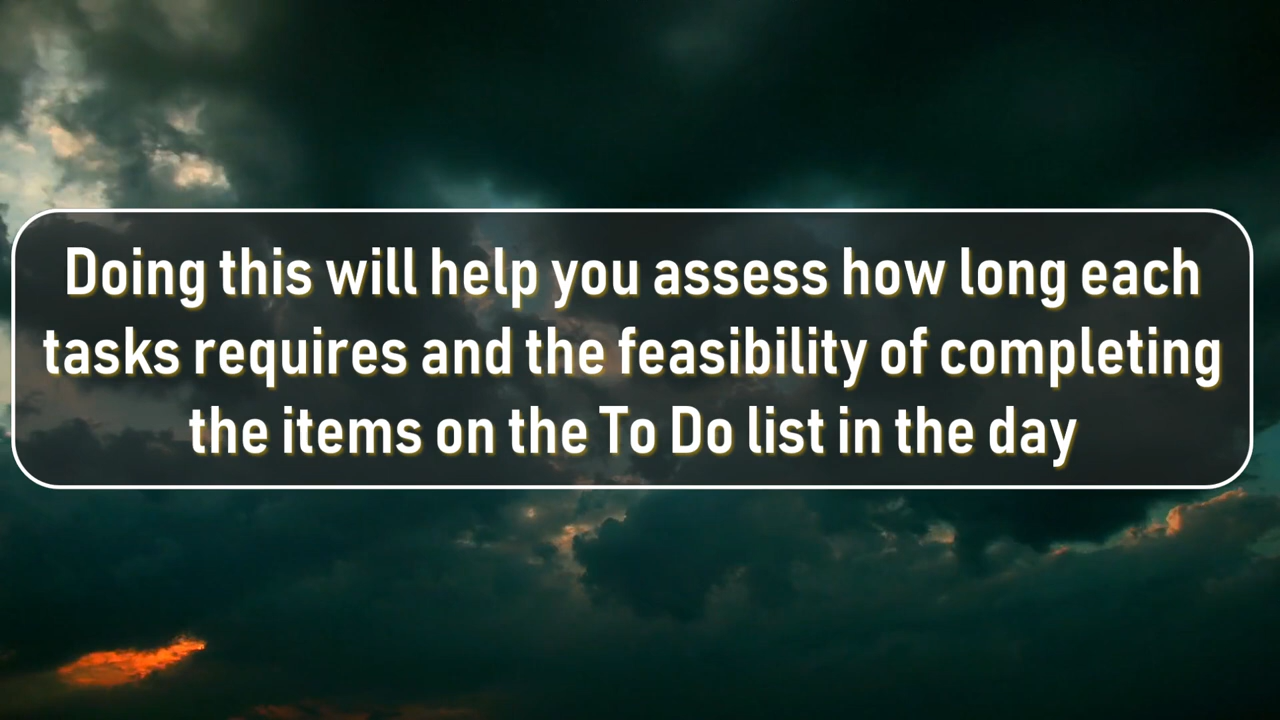 Doing this will help you assess how long each
tasks requires and the feasibility of completing
the items on the To Do list in the day